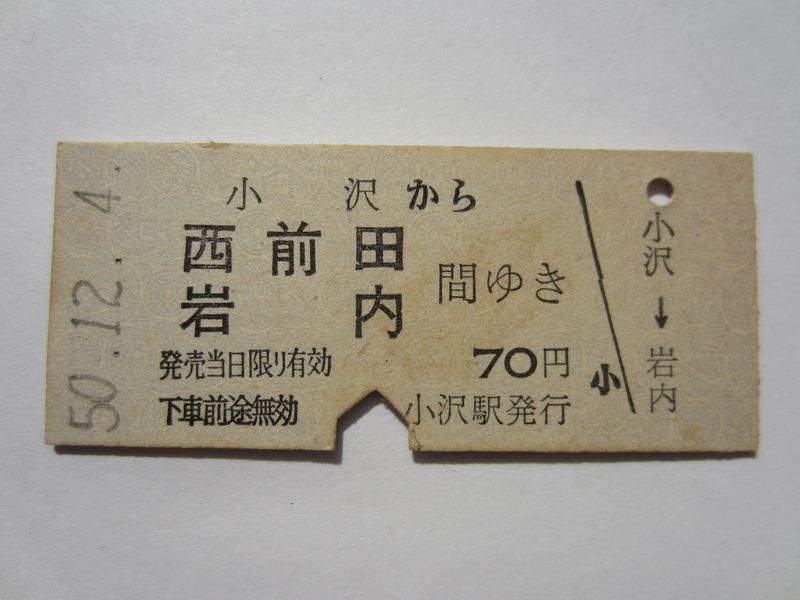 50.12.4.
小沢から
西前田
岩内
間ゆき
発売当日限り有効
70円
下車前途無効
小沢駅発行
小
小沢→岩内